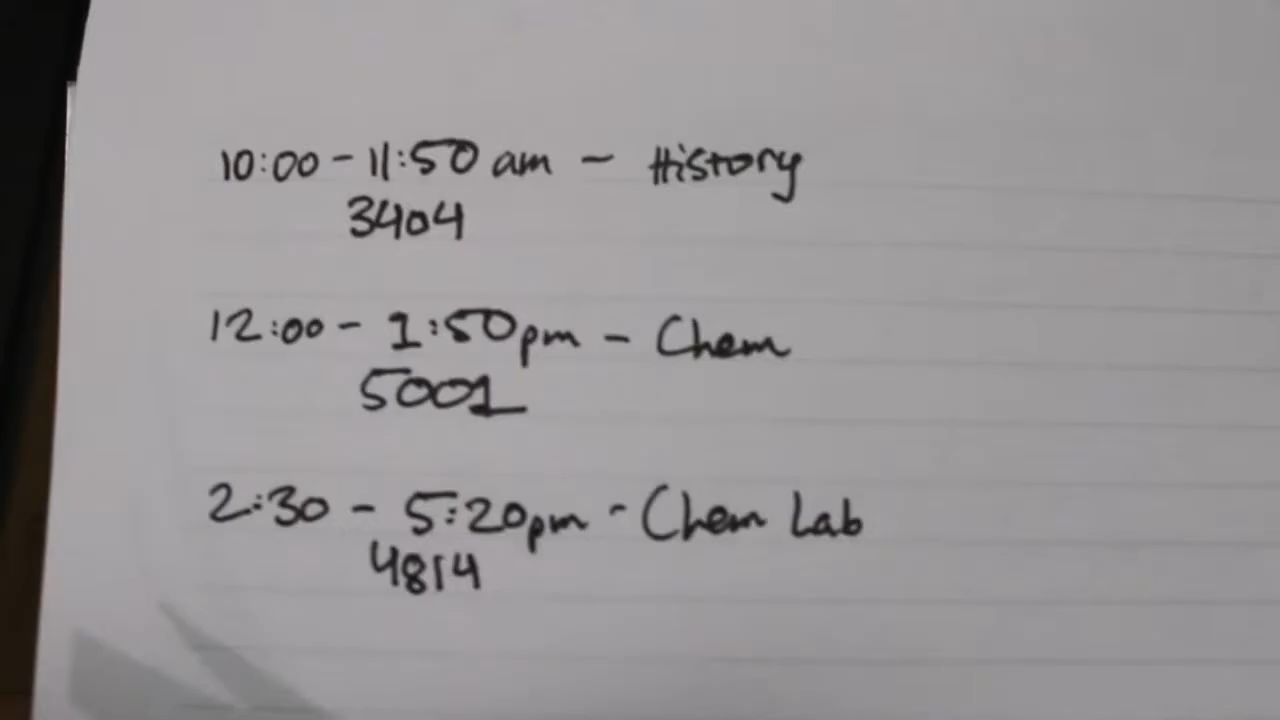 10:00 - 11:50 am - History
3404
12:00 - 1:50pm - Chem
5001
2:30 - 5:20pm - Chem Lab
4814